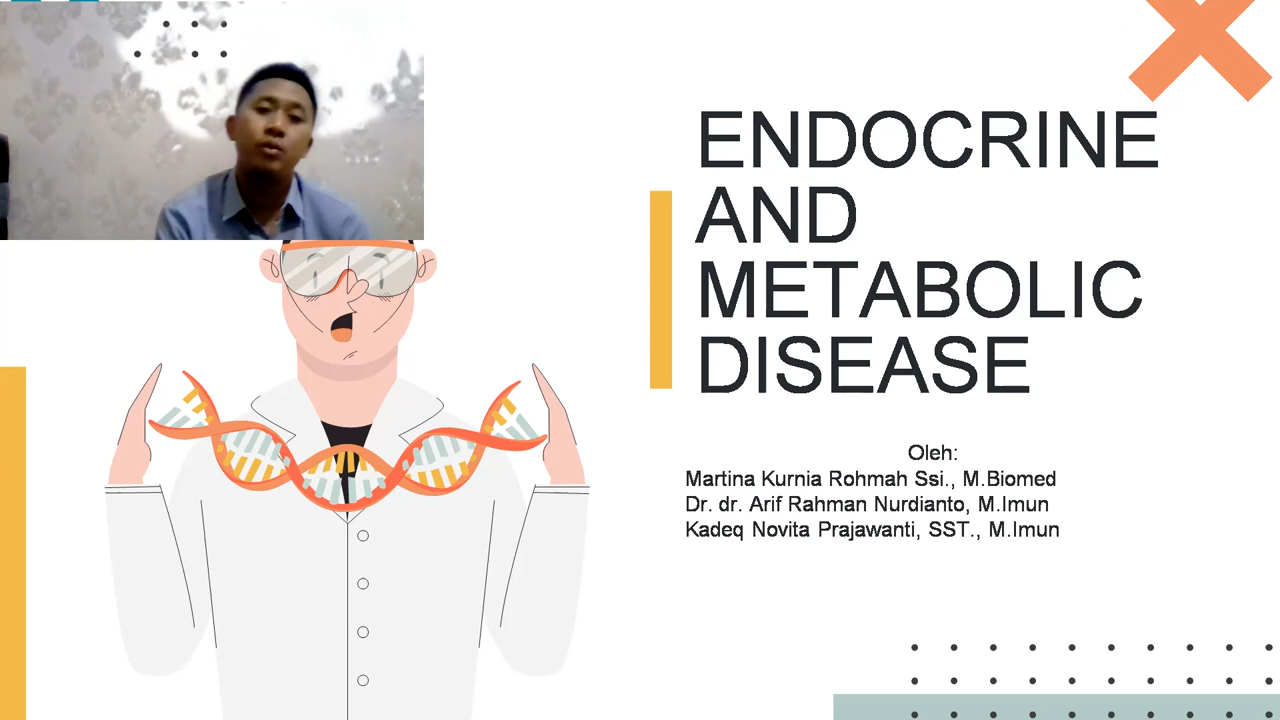 ENDOCRINE
AND
METABOLIC
DISEASE
Oleh:
Martina Kurnia Rohmah Ssi., M.Biomed
Dr. dr. Arif Rahman Nurdianto, M.Imun
Kadeq Novita Prajawanti, SST., M.Imun